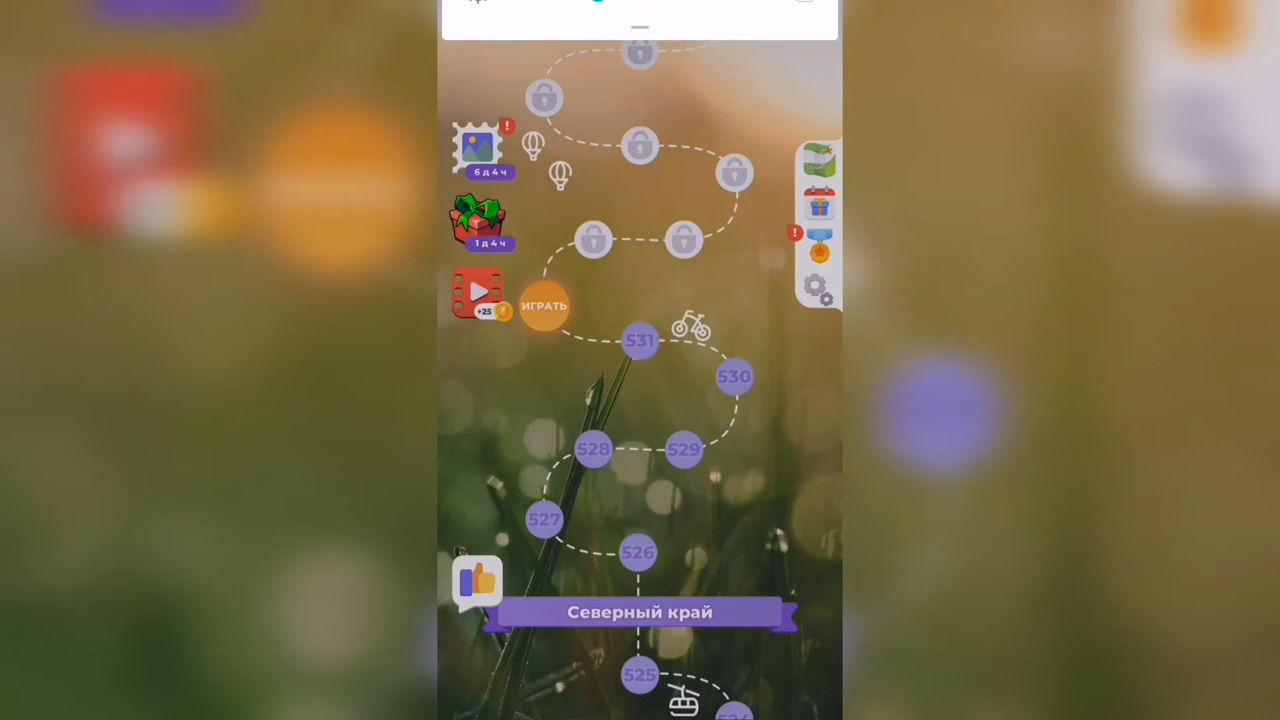 !
6 д 4 ч
1 д 4 ч
!
+25
ИГРАТЬ
531
530
528
529
527
526
Северный край
525